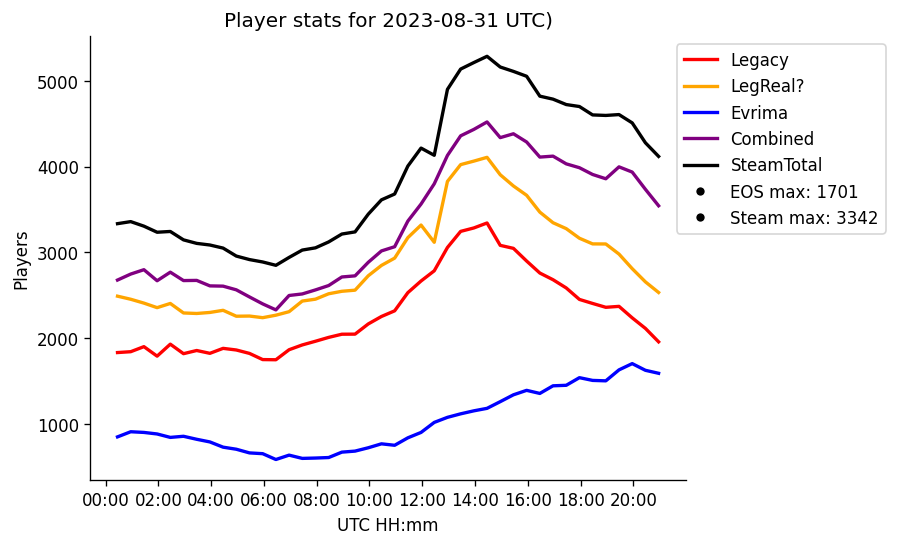 Player stats for 2023-08-31 UTC)
Legacy
LegReal?
Evrima
Combined
SteamTotal
EOS max: 1701
Steam max: 3342
Players
5000
4000
3000
2000
1000
00:00 02:00 04:00 06:00 08:00 10:00 12:00 14:00 16:00 18:00 20:00
UTC HH:mm